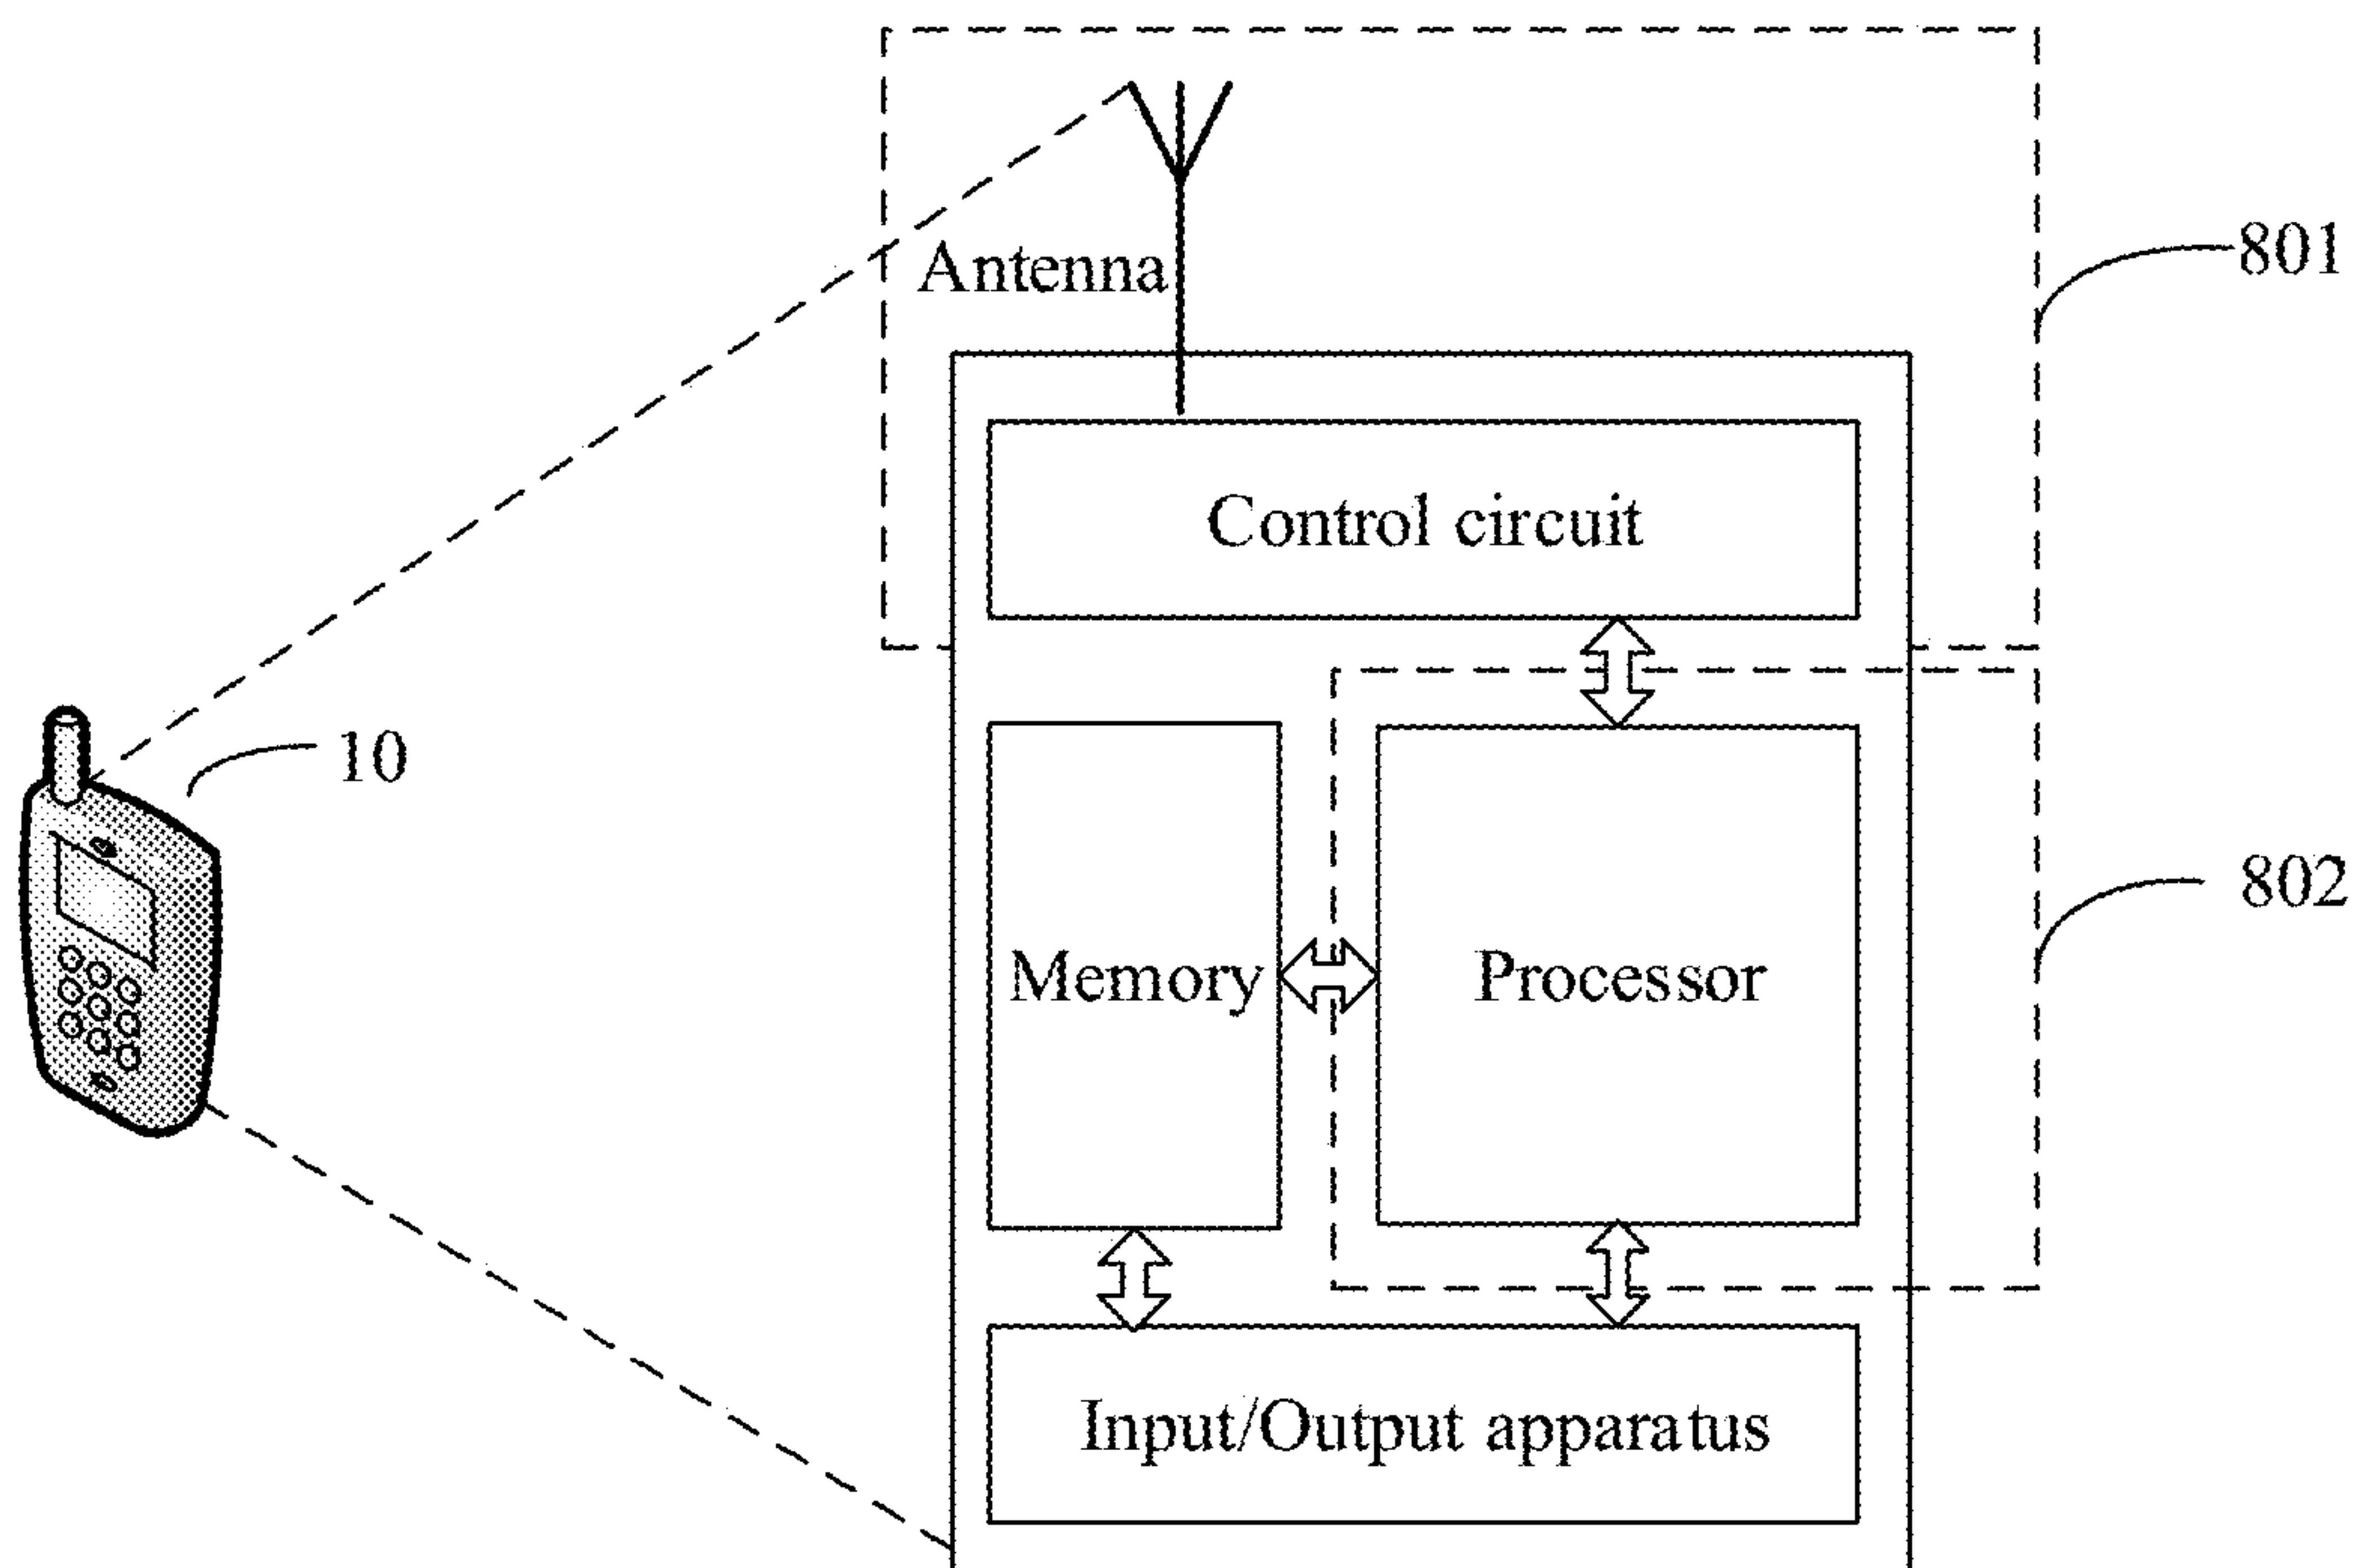 Antenna
801
Control circuit
10
802
Memory
Processor
Input/Output apparatus